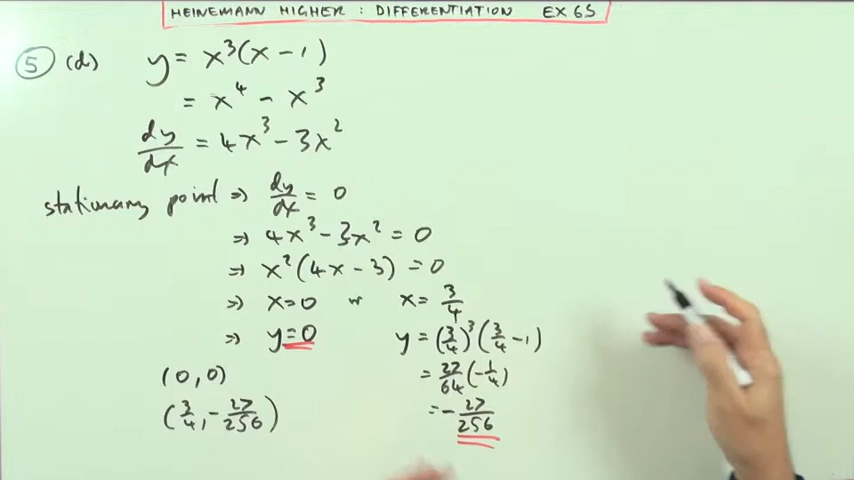 HEINEMANN HIGHER : DIFFERENTIATION EX 6S
5 (d) y = x³(x - 1)
= x⁴ - x³
dy/dx = 4x³ - 3x²
stationary point ⇒ dy/dx = 0
⇒ 4x³ - 3x² = 0
⇒ x²(4x - 3) = 0
⇒ x = 0 or x = 3/4
⇒ y = 0 y = (3/4)³(3/4 - 1)
(0, 0) = 27/64(-1/4)
(3/4, -27/256) = -27/256